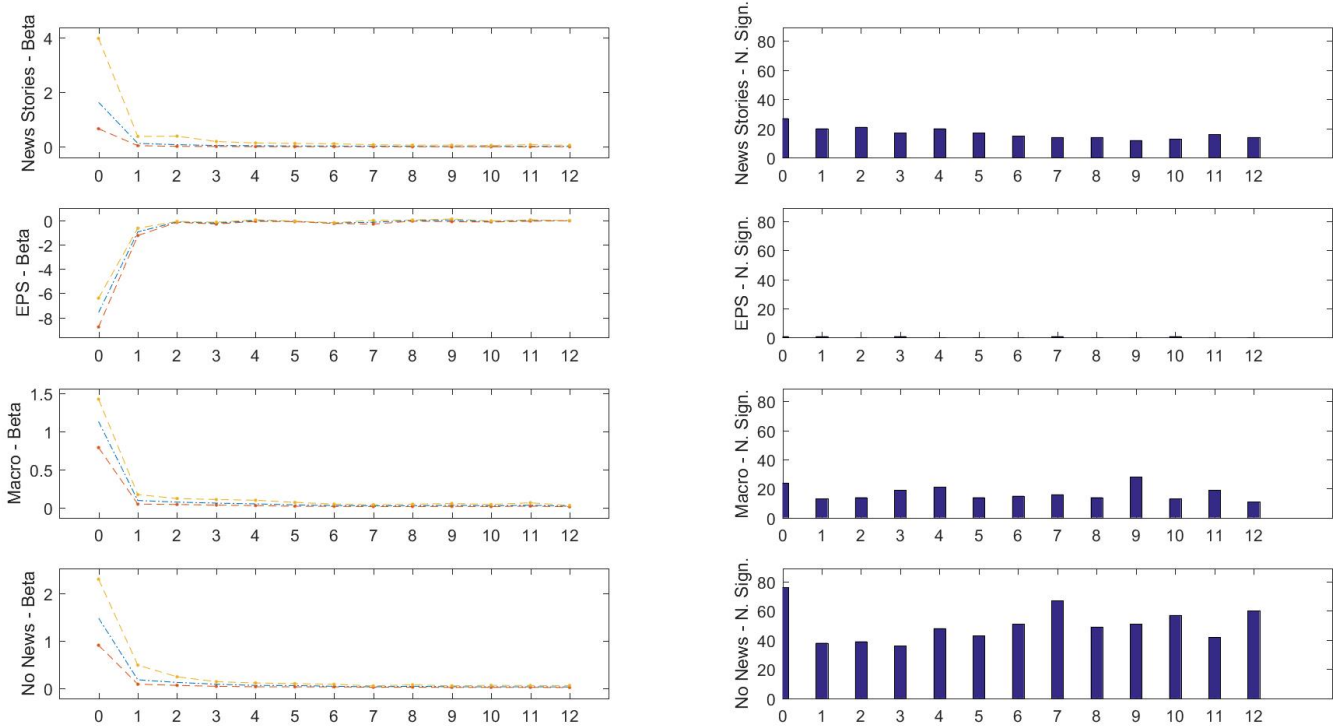 News Stories - Beta
4
2
0
0 1 2 3 4 5 6 7 8 9 10 11 12
News Stories - N. Sign.
80
60
40
20
0
0 1 2 3 4 5 6 7 8 9 10 11 12
EPS - Beta
0
-2
-4
-6
-8
0 1 2 3 4 5 6 7 8 9 10 11 12
EPS - N. Sign.
80
60
40
20
0
0 1 2 3 4 5 6 7 8 9 10 11 12
Macro - Beta
1.5
1
0.5
0
0 1 2 3 4 5 6 7 8 9 10 11 12
Macro - N. Sign.
80
60
40
20
0
0 1 2 3 4 5 6 7 8 9 10 11 12
No News - Beta
2
1
0
0 1 2 3 4 5 6 7 8 9 10 11 12
No News - N. Sign.
80
60
40
20
0
0 1 2 3 4 5 6 7 8 9 10 11 12